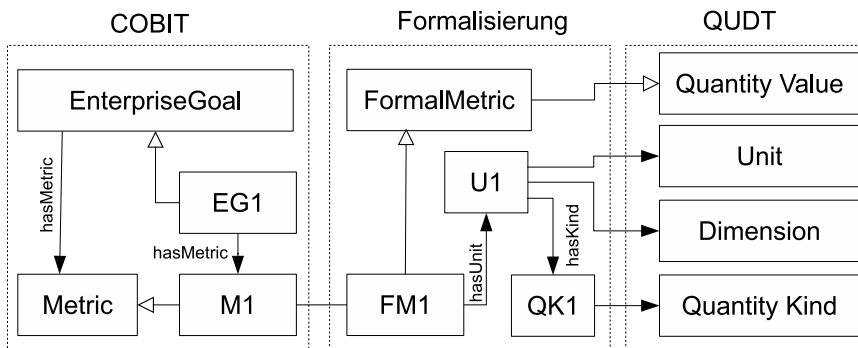 COBIT
Formalisierung
QUDT
EnterpriseGoal
FormalMetric
Quantity Value
hasMetric
EG1
U1
Unit
hasMetric
hasUnit
hasKind
Dimension
Metric
M1
FM1
QK1
Quantity Kind